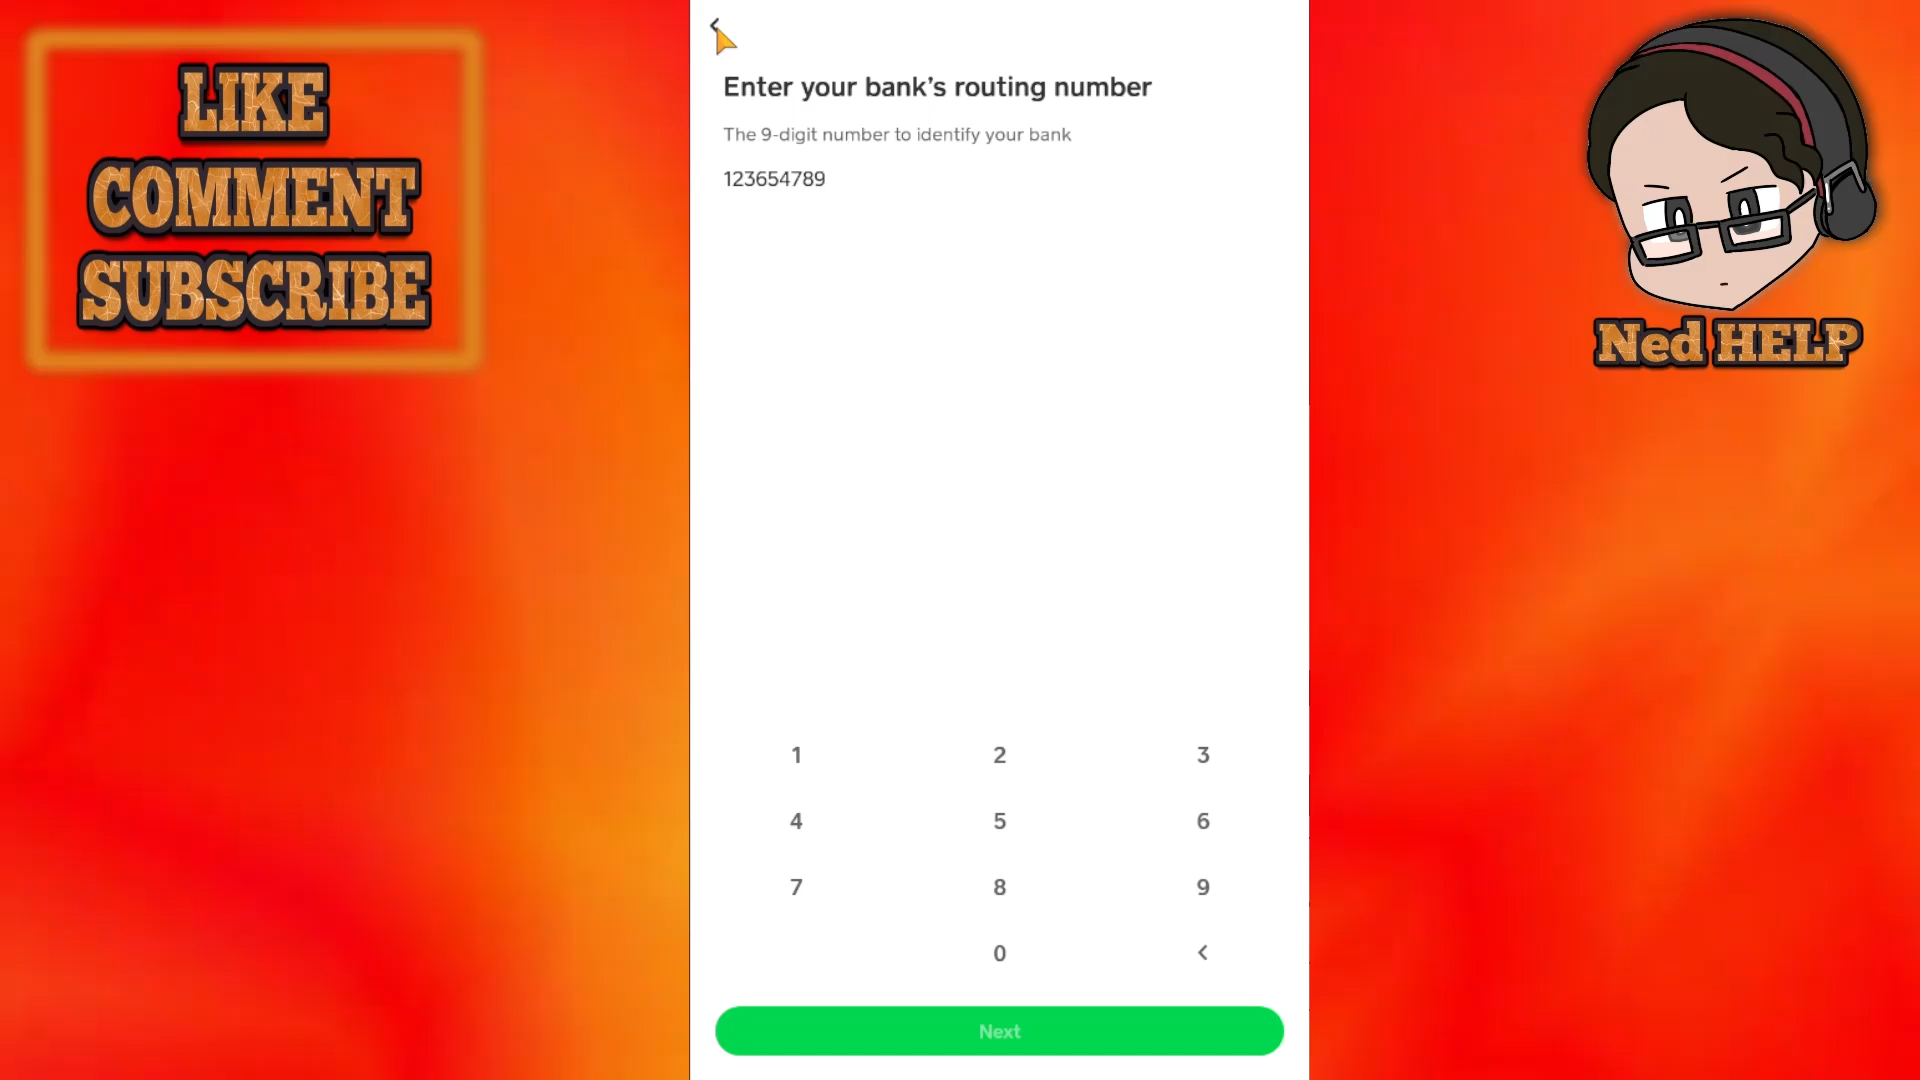 LIKE
COMMENT
SUBSCRIBE
Enter your bank’s routing number
The 9-digit number to identify your bank
123654789
1 2 3
4 5 6
7 8 9
0 <
Next
Ned HELP